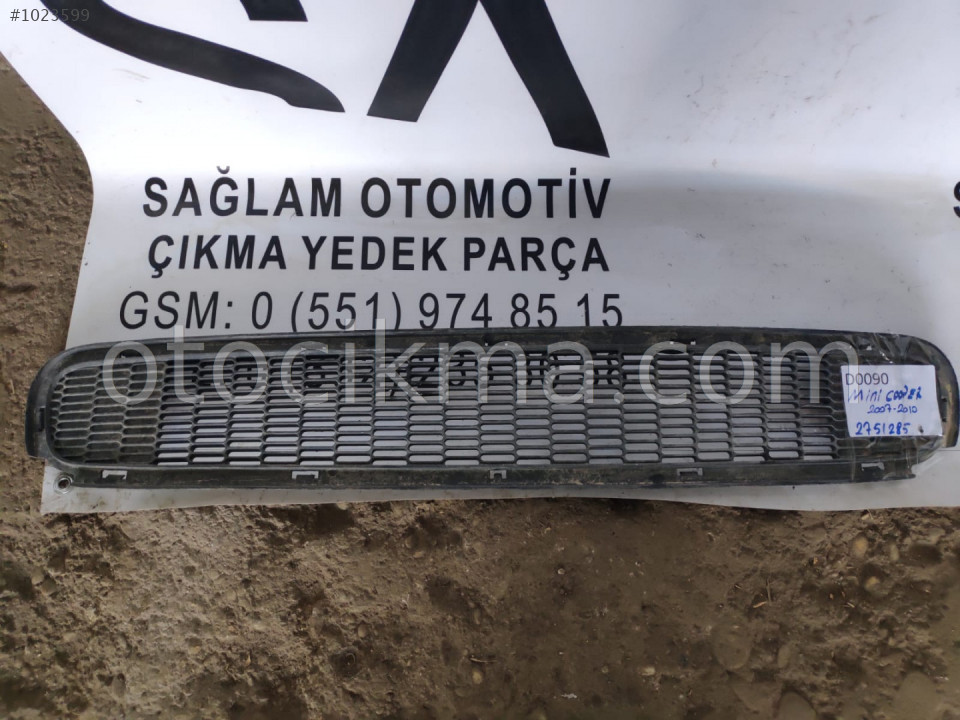 #1023599
SAĞLAM OTOMOTİV
ÇIKMA YEDEK PARÇA
GSM: 0 (551) 974 85 15
otocikma.com
D0090
Mini COOPER
2007-2010
2751285